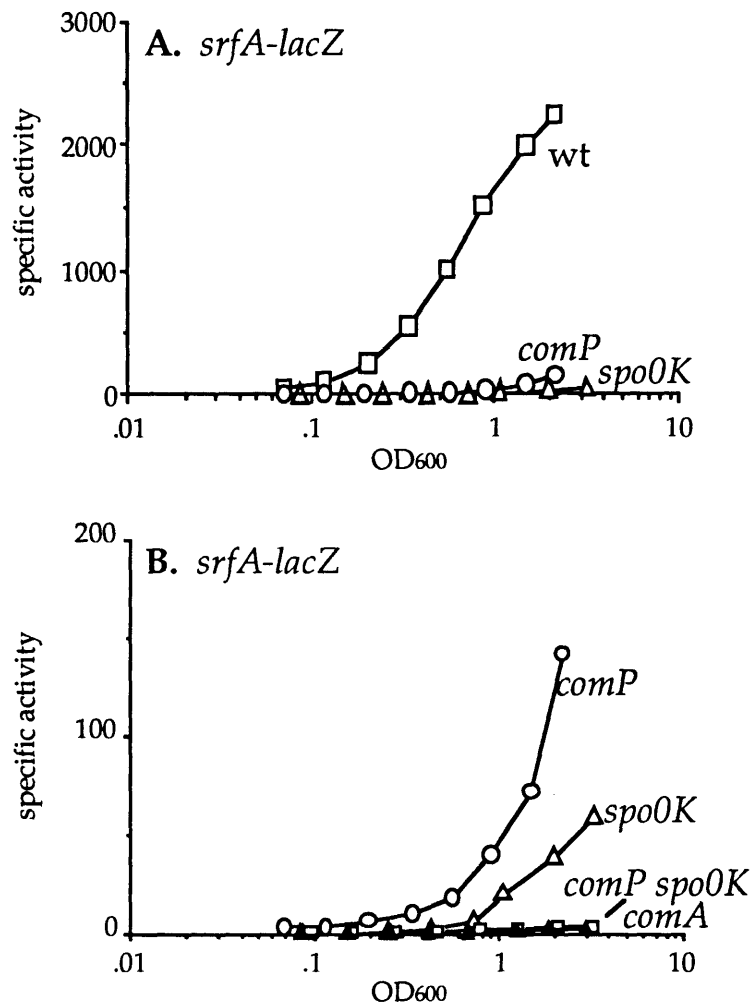 A. srfA-lacZ
specific activity
3000
2000
1000
0
wt
comP
spo0K
.01
.1
1
10
OD600
B. srfA-lacZ
specific activity
200
100
0
comP
spo0K
comP spo0K
comA
.01
.1
1
10
OD600